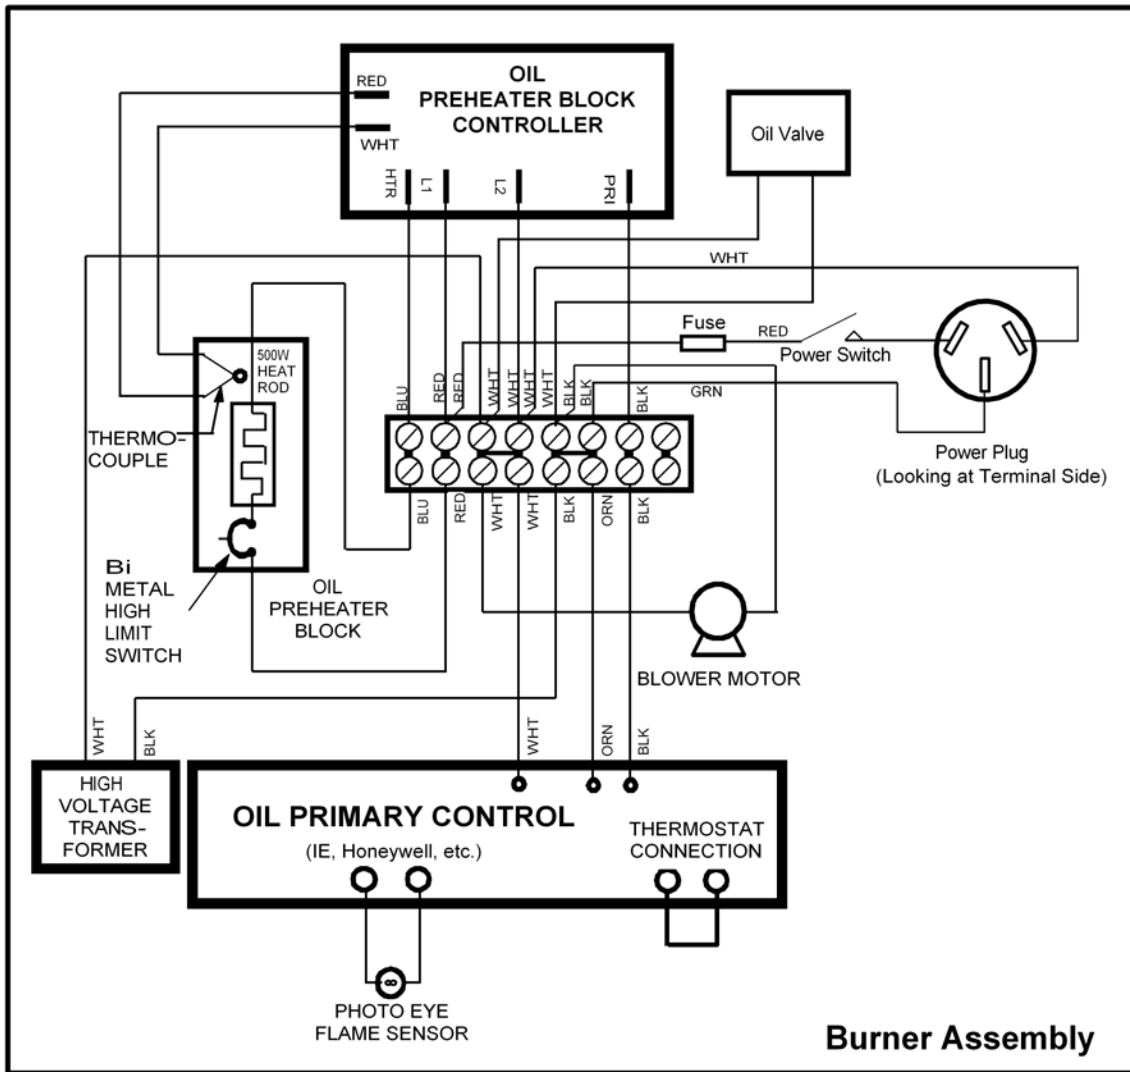 OIL
PREHEATER BLOCK
CONTROLLER
RED
WHT
HTR
L1
L2
PRI
Oil Valve
WHT
Fuse
RED
Power Switch
GRN
Power Plug
(Looking at Terminal Side)
500W
HEAT
ROD
THERMO-
COUPLE
Bi
METAL
HIGH
LIMIT
SWITCH
OIL
PREHEATER
BLOCK
BLU
RED
RED
WHT
WHT
WHT
WHT
BLK
BLK
BLK
BLU
RED
WHT
WHT
BLK
ORN
BLK
BLOWER MOTOR
WHT
BLK
WHT
ORN
BLK
HIGH
VOLTAGE
TRANS-
FORMER
OIL PRIMARY CONTROL
(IE, Honeywell, etc.)
THERMOSTAT
CONNECTION
PHOTO EYE
FLAME SENSOR
Burner Assembly